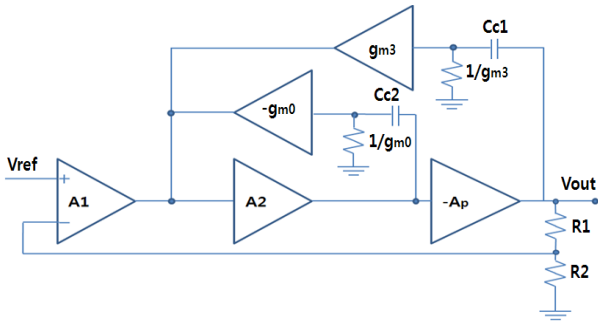 Cc1
gm3
1/gm3
Cc2
-gm0
1/gm0
Vref
+
−
A1
A2
-Ap
Vout
R1
R2